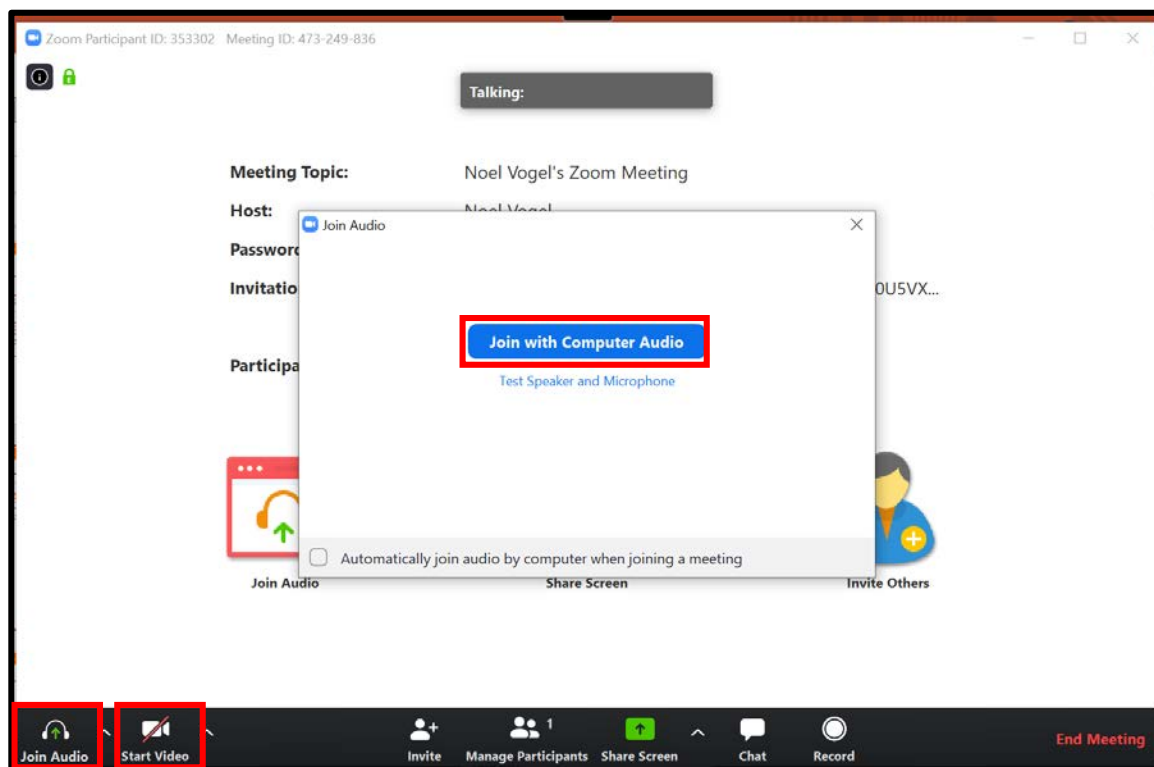 Zoom Participant ID: 353302 Meeting ID: 473-249-836
Talking:
Meeting Topic: Noel Vogel's Zoom Meeting
Host: Noel Vogel
Join Audio
Password
Invitatio 0U5VX...
Join with Computer Audio
Participa
Test Speaker and Microphone
Automatically join audio by computer when joining a meeting
Join Audio Share Screen Invite Others
1
Join Audio Start Video Invite Manage Participants Share Screen Chat Record End Meeting